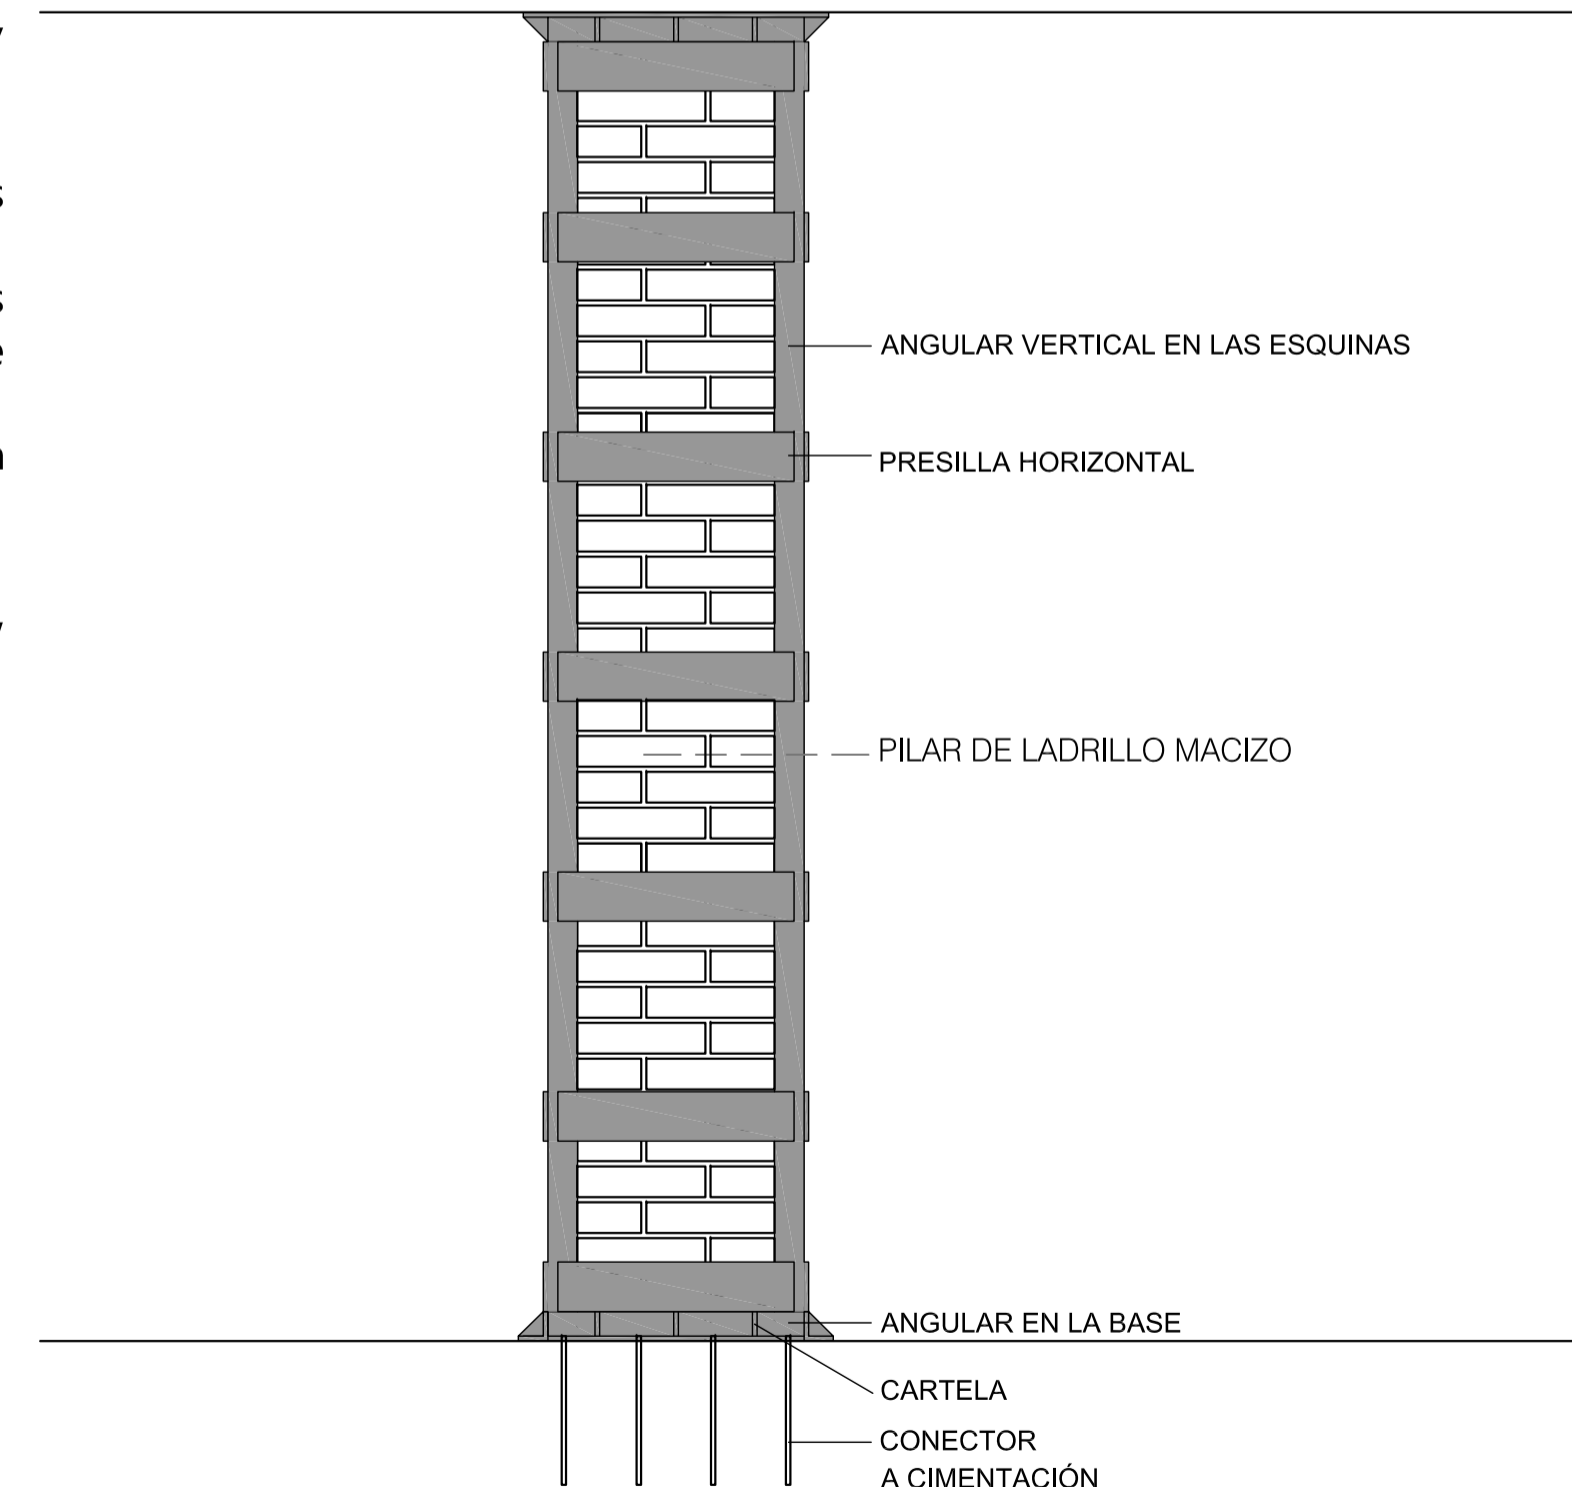 ANGULAR VERTICAL EN LAS ESQUINAS
PRESILLA HORIZONTAL
PILAR DE LADRILLO MACIZO
ANGULAR EN LA BASE
CARTELA
CONECTOR
A CIMENTACIÓN